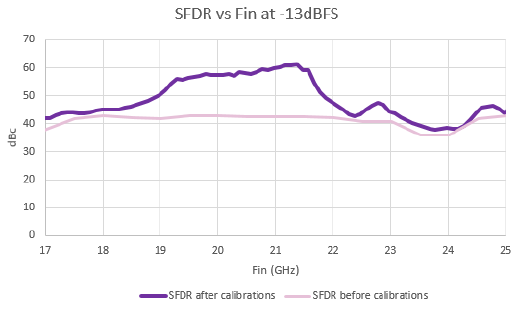 SFDR vs Fin at -13dBFS
70
60
50
40
30
20
10
0
dBc
17 18 19 20 21 22 23 24 25
Fin (GHz)
SFDR after calibrations SFDR before calibrations